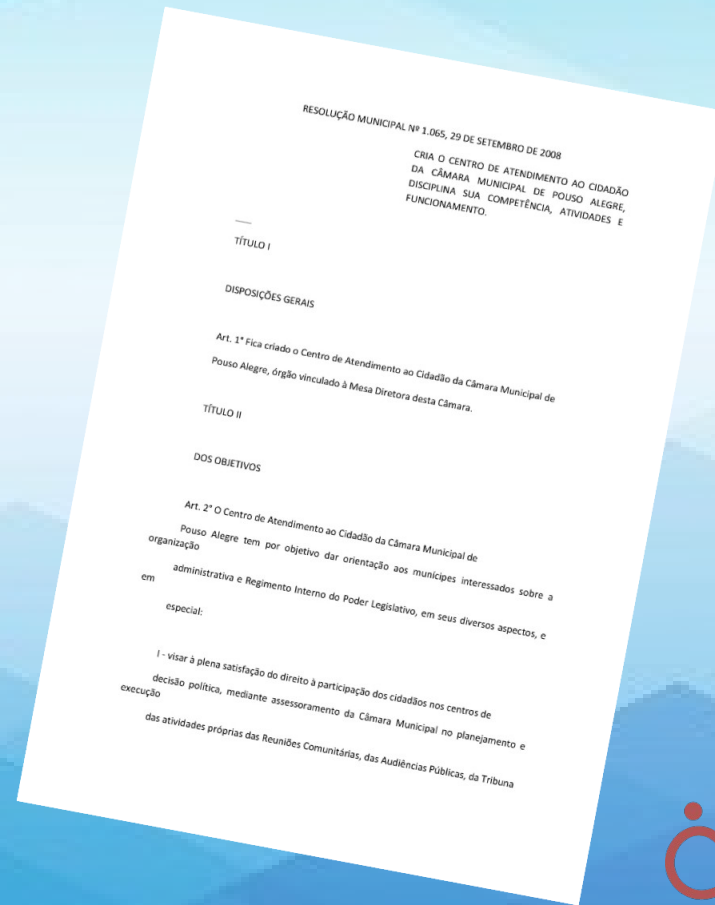 RESOLUÇÃO MUNICIPAL Nº 1.065, 29 DE SETEMBRO DE 2008
CRIA O CENTRO DE ATENDIMENTO AO CIDADÃO
DA CÂMARA MUNICIPAL DE POUSO ALEGRE,
DISCIPLINA SUA COMPETÊNCIA, ATIVIDADES E
FUNCIONAMENTO.
TÍTULO I
DISPOSIÇÕES GERAIS
Art. 1° Fica criado o Centro de Atendimento ao Cidadão da Câmara Municipal de
Pouso Alegre, órgão vinculado à Mesa Diretora desta Câmara.
TÍTULO II
DOS OBJETIVOS
Art. 2° O Centro de Atendimento ao Cidadão da Câmara Municipal de
Pouso Alegre tem por objetivo dar orientação aos munícipes interessados sobre a
organização
administrativa e Regimento Interno do Poder Legislativo, em seus diversos aspectos, e
em
especial:
I - visar à plena satisfação do direito à participação dos cidadãos nos centros de
decisão política, mediante assessoramento da Câmara Municipal no planejamento e
execução
das atividades próprias das Reuniões Comunitárias, das Audiências Públicas, da Tribuna